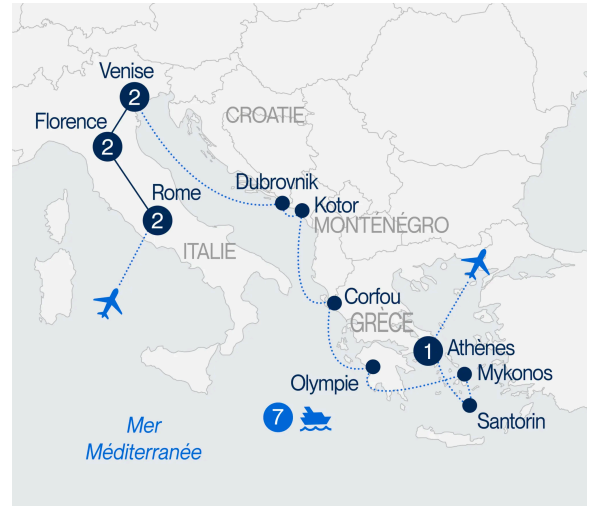 Venise
2
CROATIE
Florence
2
Dubrovnik
Rome
Kotor
2
MONTÉNÉGRO
ITALIE
Corfou
GRÈCE
1
Athènes
Olympie
Mykonos
7
Santorin
Mer
Méditerranée